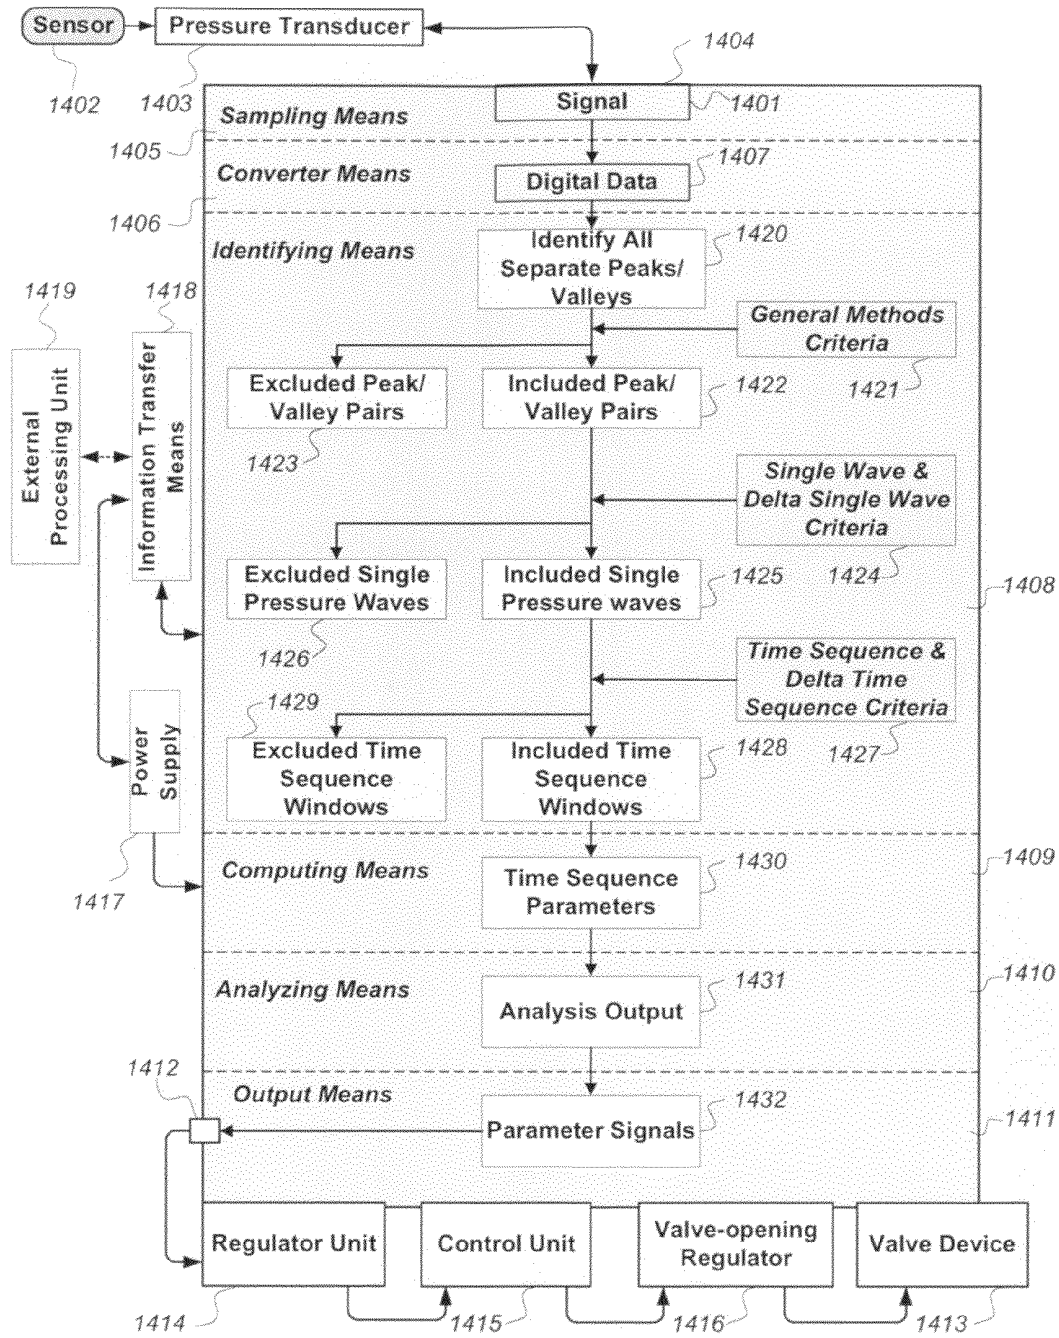 Sensor
Pressure Transducer
1402
1403
1404
Signal
1401
Sampling Means
1405
Converter Means
1407
Digital Data
1406
Identifying Means
Identify All
Separate Peaks/
Valleys
1420
1419
1418
General Methods
Criteria
1421
External
Processing Unit
Information Transfer
Means
Excluded Peak/
Valley Pairs
Included Peak/
Valley Pairs
1422
1423
Single Wave &
Delta Single Wave
Criteria
1424
Excluded Single
Pressure Waves
Included Single
Pressure waves
1425
1408
1426
Time Sequence &
Delta Time
Sequence Criteria
1427
1429
Excluded Time
Sequence
Windows
Included Time
Sequence
Windows
1428
Power
Supply
1417
Computing Means
Time Sequence
Parameters
1430
1409
Analyzing Means
Analysis Output
1431
1410
1412
Output Means
Parameter Signals
1432
1411
Regulator Unit
Control Unit
Valve-opening
Regulator
Valve Device
1414
1415
1416
1413